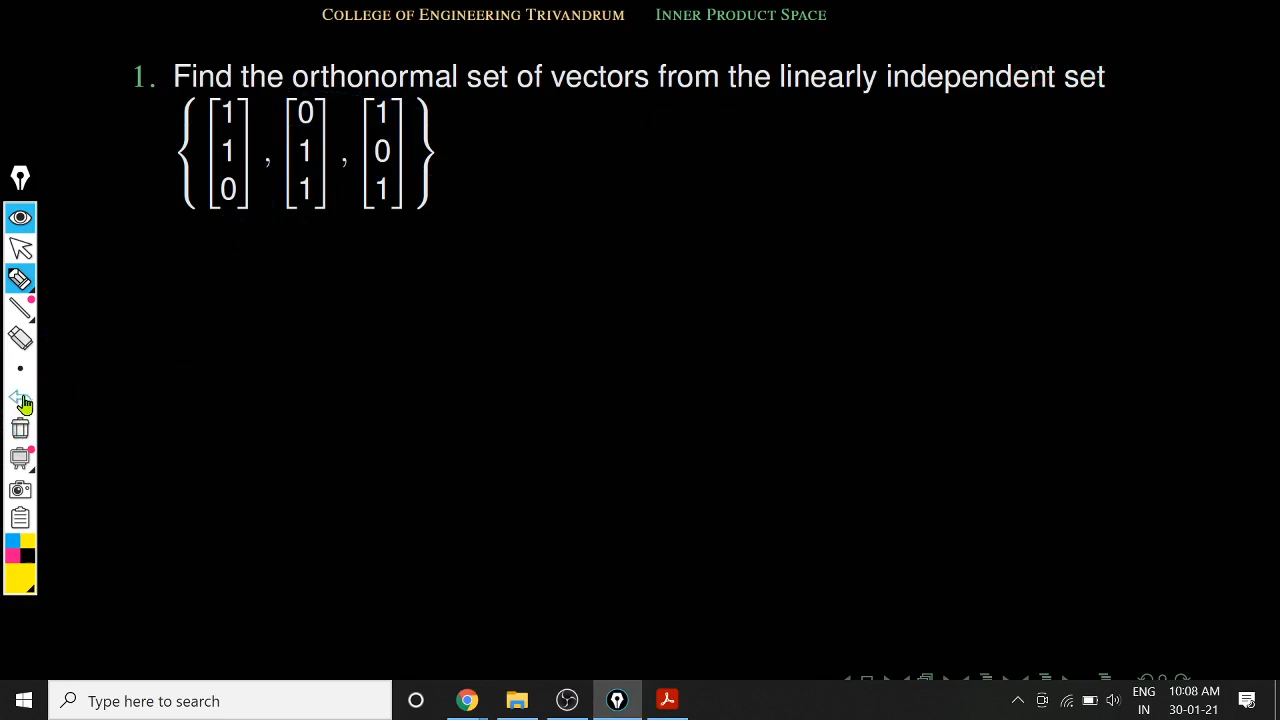 COLLEGE OF ENGINEERING TRIVANDRUM INNER PRODUCT SPACE
1. Find the orthonormal set of vectors from the linearly independent set
{ [1 1 0], [0 1 1], [1 0 1] }
Type here to search
ENG
IN
10:08 AM
30-01-21